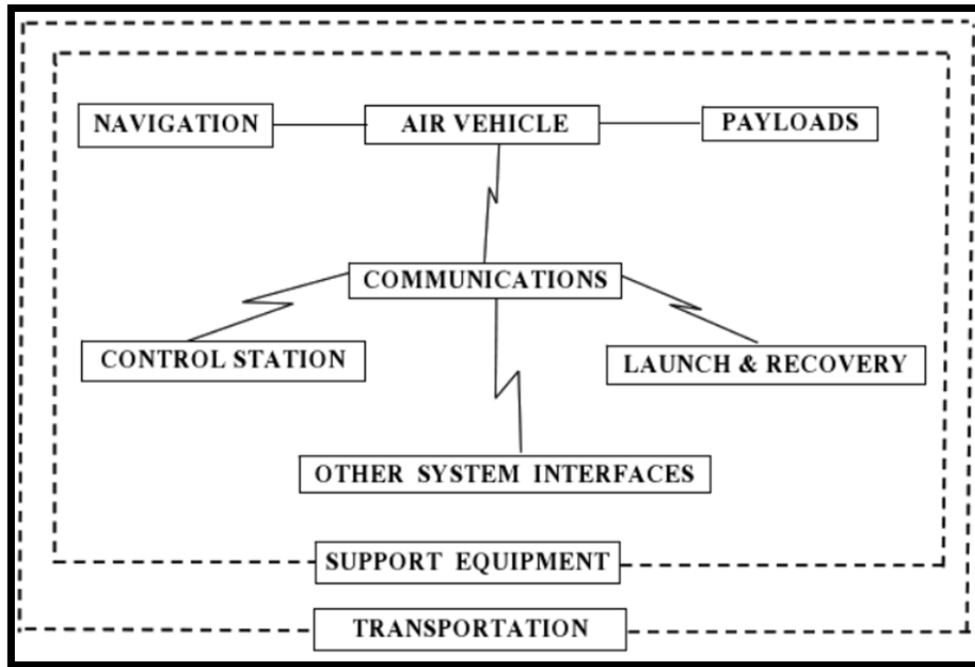 NAVIGATION
AIR VEHICLE
PAYLOADS
COMMUNICATIONS
CONTROL STATION
LAUNCH & RECOVERY
OTHER SYSTEM INTERFACES
SUPPORT EQUIPMENT
TRANSPORTATION